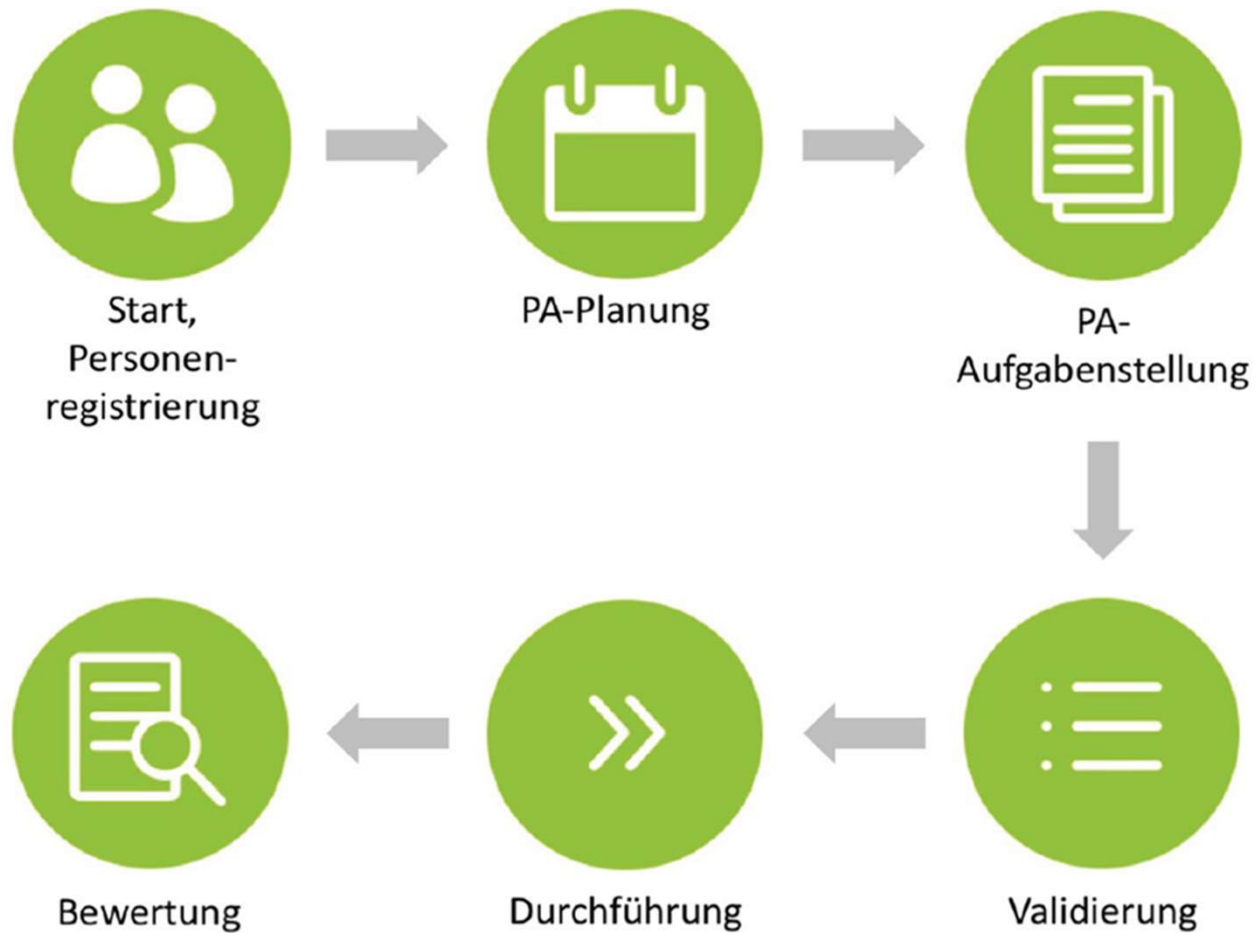 Start,
Personen-
registrierung
PA-Planung
PA-
Aufgabenstellung
Validierung
Durchführung
Bewertung